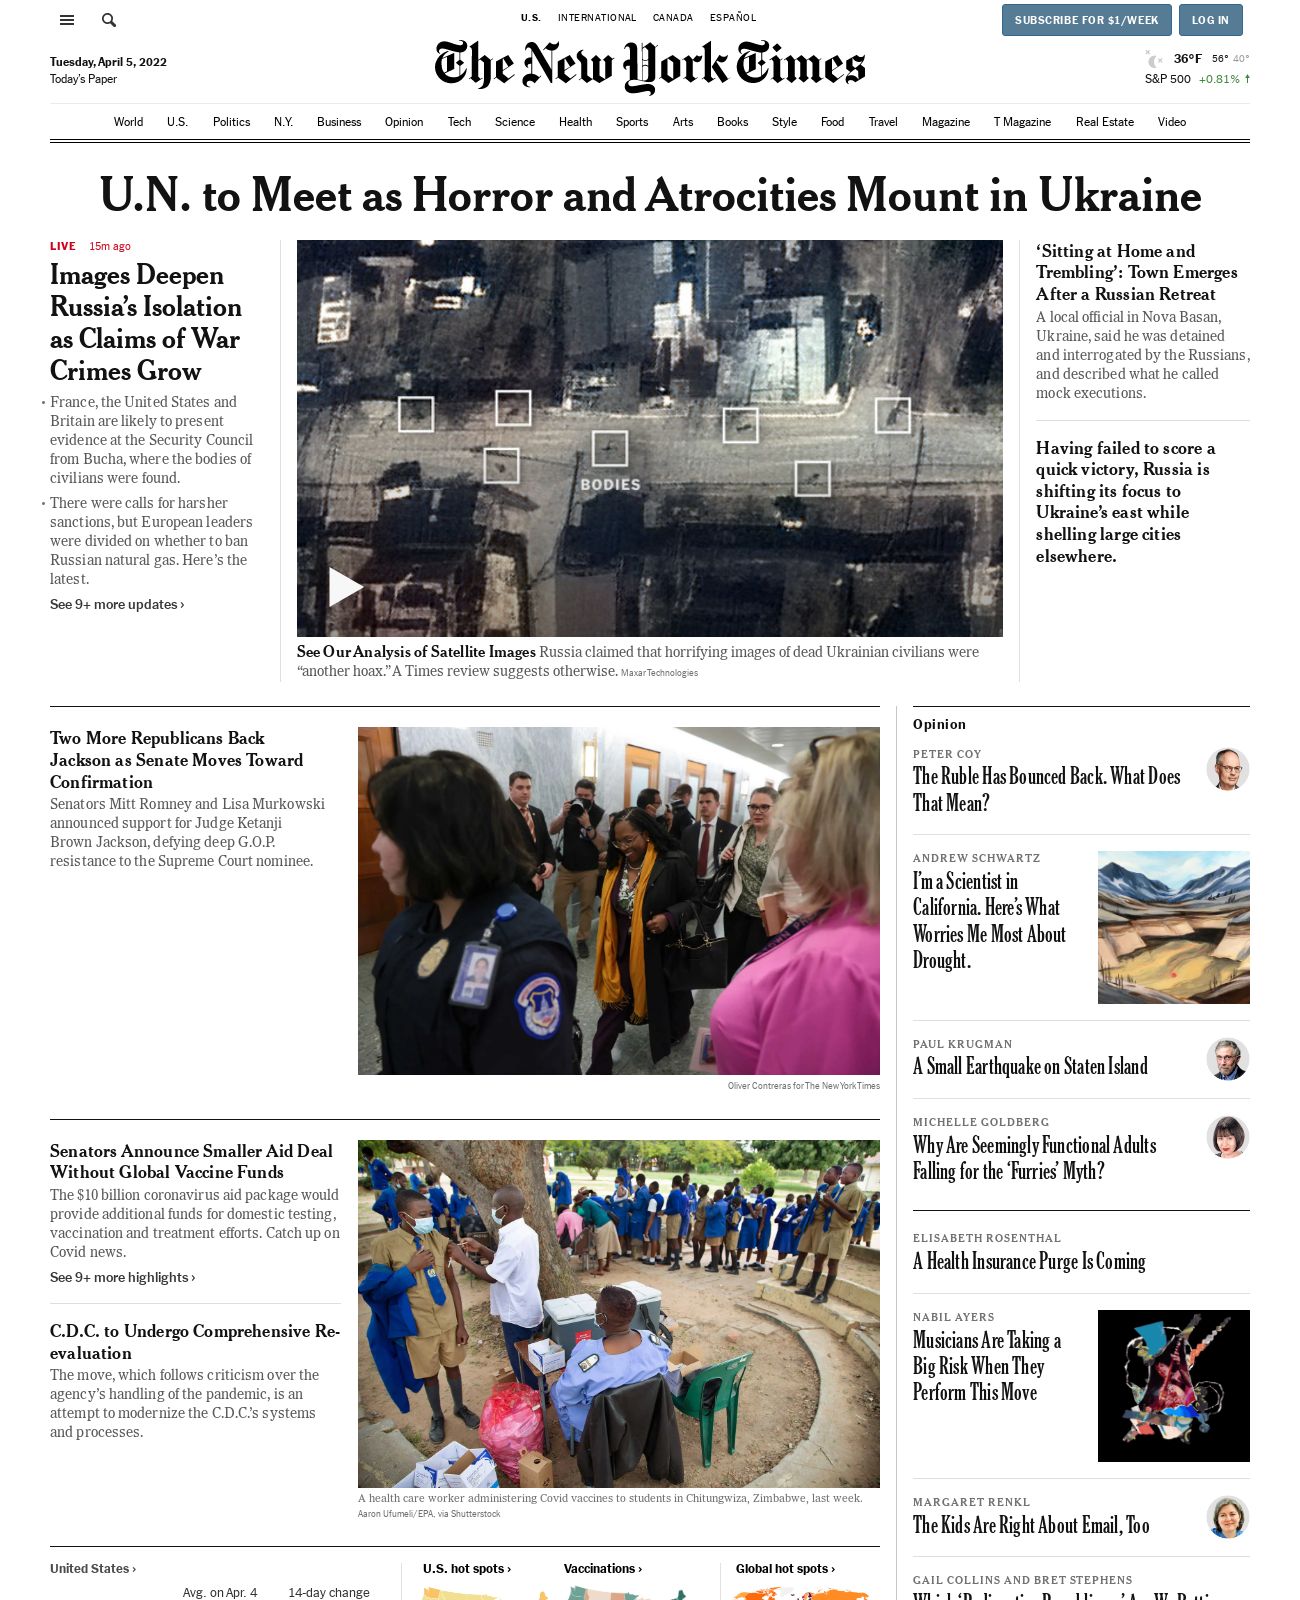 U.S. INTERNATIONAL CANADA ESPAÑOL
SUBSCRIBE FOR $1/WEEK LOG IN
The New York Times
Tuesday, April 5, 2022
Today's Paper
36°F 56° 40°
S&P 500 +0.81%
World U.S. Politics N.Y. Business Opinion Tech Science Health Sports Arts Books Style Food Travel Magazine T Magazine Real Estate Video
U.N. to Meet as Horror and Atrocities Mount in Ukraine
LIVE 15m ago
Images Deepen
Russia's Isolation
as Claims of War
Crimes Grow
• France, the United States and
Britain are likely to present
evidence at the Security Council
from Bucha, where the bodies of
civilians were found.
• There were calls for harsher
sanctions, but European leaders
were divided on whether to ban
Russian natural gas. Here's the
latest.
See 9+ more updates ›
BODIES
See Our Analysis of Satellite Images Russia claimed that horrifying images of dead Ukrainian civilians were
“another hoax.” A Times review suggests otherwise. Maxar Technologies
‘Sitting at Home and
Trembling’: Town Emerges
After a Russian Retreat
A local official in Nova Basan,
Ukraine, said he was detained
and interrogated by the Russians,
and described what he called
mock executions.
Having failed to score a
quick victory, Russia is
shifting its focus to
Ukraine’s east while
shelling large cities
elsewhere.
Two More Republicans Back
Jackson as Senate Moves Toward
Confirmation
Senators Mitt Romney and Lisa Murkowski
announced support for Judge Ketanji
Brown Jackson, defying deep G.O.P.
resistance to the Supreme Court nominee.
Oliver Contreras for The New York Times
Senators Announce Smaller Aid Deal
Without Global Vaccine Funds
The $10 billion coronavirus aid package would
provide additional funds for domestic testing,
vaccination and treatment efforts. Catch up on
Covid news.
See 9+ more highlights ›
C.D.C. to Undergo Comprehensive Re-
evaluation
The move, which follows criticism over the
agency’s handling of the pandemic, is an
attempt to modernize the C.D.C.’s systems
and processes.
A health care worker administering Covid vaccines to students in Chitungwiza, Zimbabwe, last week.
Aaron Ufumeli/EPA, via Shutterstock
United States ›
Avg. on Apr. 4 14-day change
U.S. hot spots ›
Vaccinations ›
Global hot spots ›
Opinion
PETER COY
The Ruble Has Bounced Back. What Does
That Mean?
ANDREW SCHWARTZ
I’m a Scientist in
California. Here’s What
Worries Me Most About
Drought.
PAUL KRUGMAN
A Small Earthquake on Staten Island
MICHELLE GOLDBERG
Why Are Seemingly Functional Adults
Falling for the ‘Furries’ Myth?
ELISABETH ROSENTHAL
A Health Insurance Purge Is Coming
NABIL AYERS
Musicians Are Taking a
Big Risk When They
Perform This Move
MARGARET RENKL
The Kids Are Right About Email, Too
GAIL COLLINS AND BRET STEPHENS